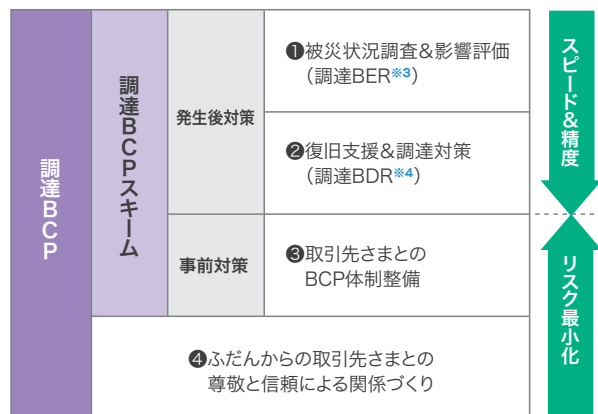 調達BCP
調達BCPスキーム
発生後対策
❶被災状況調査&影響評価
（調達BER※3）
❷復旧支援&調達対策
（調達BDR※4）
事前対策
❸取引先さまとの
BCP体制整備
❹ふだんからの取引先さまとの
尊敬と信頼による関係づくり
スピード&精度
リスク最小化